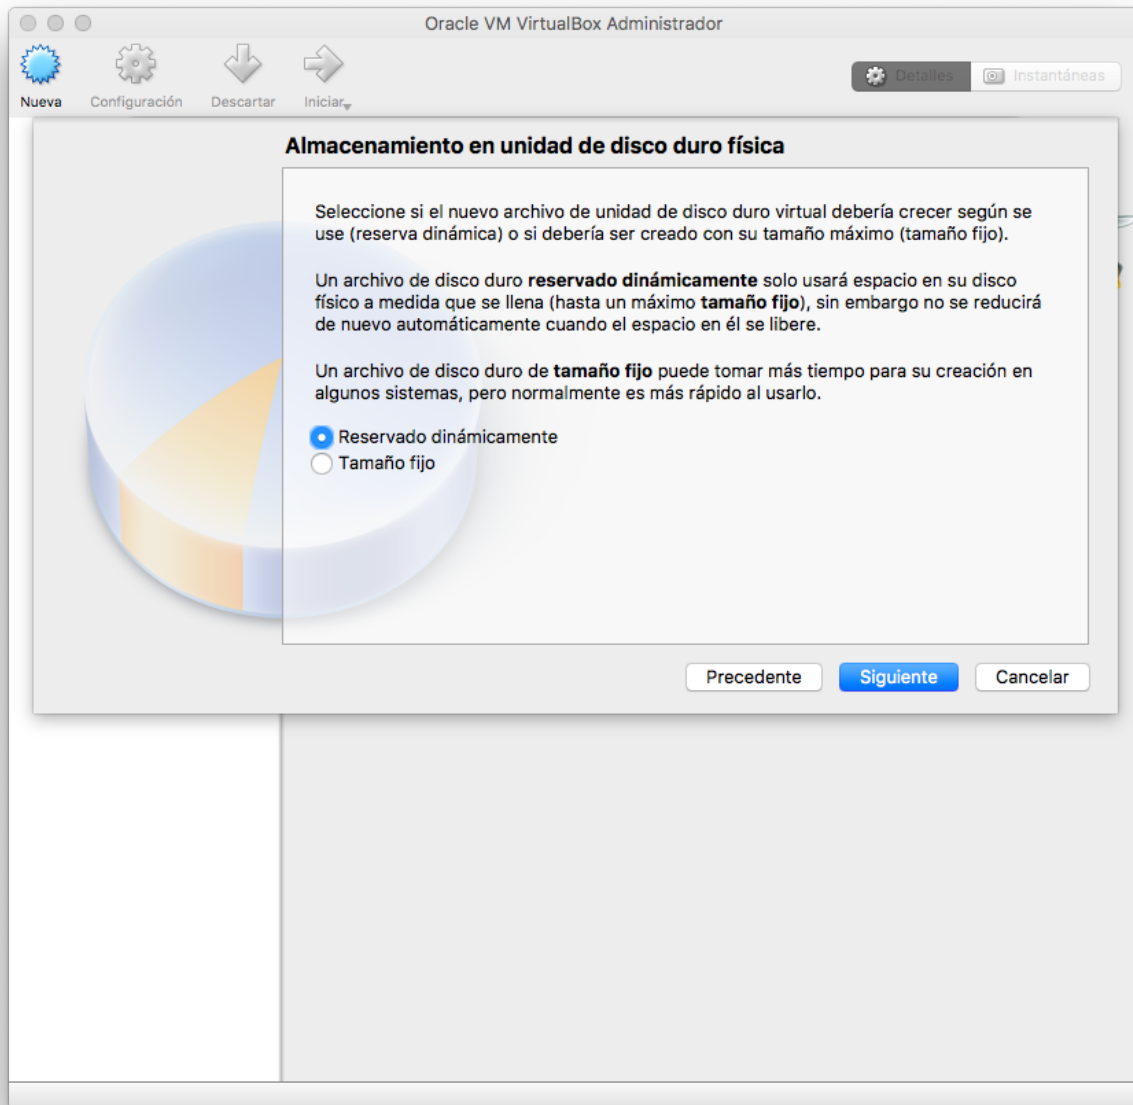 Oracle VM VirtualBox Administrador
Nueva Configuración Descartar Iniciar Detalles Instantáneas
Almacenamiento en unidad de disco duro física
Seleccione si el nuevo archivo de unidad de disco duro virtual debería crecer según se
use (reserva dinámica) o si debería ser creado con su tamaño máximo (tamaño fijo).
Un archivo de disco duro reservado dinámicamente solo usará espacio en su disco
físico a medida que se llena (hasta un máximo tamaño fijo), sin embargo no se reducirá
de nuevo automáticamente cuando el espacio en él se libere.
Un archivo de disco duro de tamaño fijo puede tomar más tiempo para su creación en
algunos sistemas, pero normalmente es más rápido al usarlo.
Reservado dinámicamente
Tamaño fijo
Precedente Siguiente Cancelar